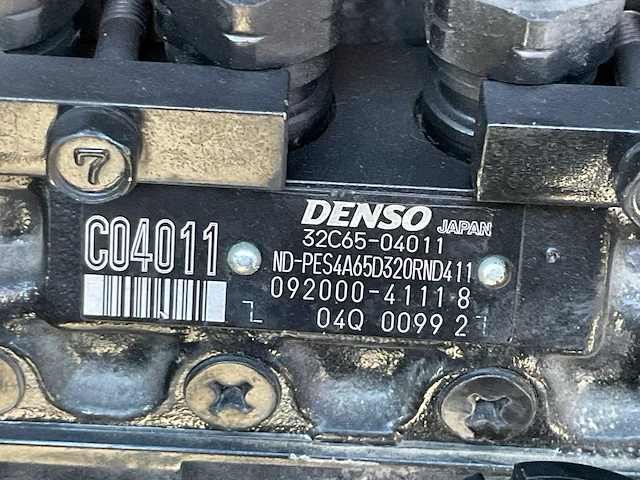 7
DENSO JAPAN
C04011
32C65-04011
ND-PES4A65D320RND411
092000-4111 8
04Q 0099 2